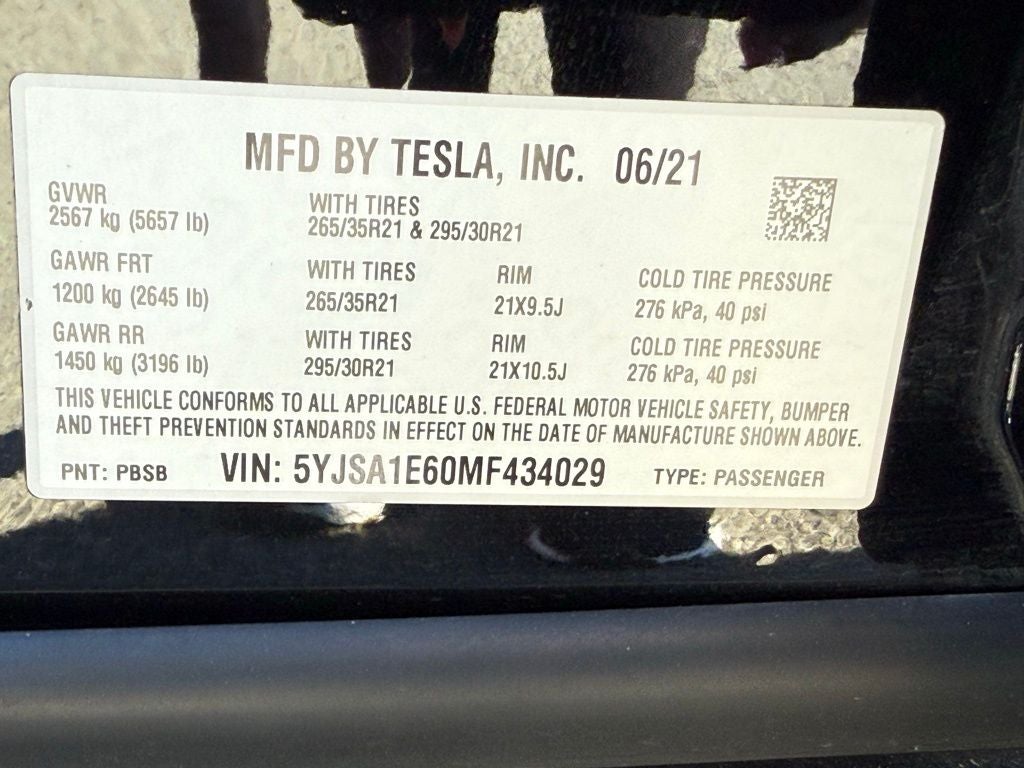 MFD BY TESLA, INC. 06/21
GVWR WITH TIRES
2567 kg (5657 lb) 265/35R21 & 295/30R21
GAWR FRT WITH TIRES RIM COLD TIRE PRESSURE
1200 kg (2645 lb) 265/35R21 21X9.5J 276 kPa, 40 psi
GAWR RR WITH TIRES RIM COLD TIRE PRESSURE
1450 kg (3196 lb) 295/30R21 21X10.5J 276 kPa, 40 psi
THIS VEHICLE CONFORMS TO ALL APPLICABLE U.S. FEDERAL MOTOR VEHICLE SAFETY, BUMPER
AND THEFT PREVENTION STANDARDS IN EFFECT ON THE DATE OF MANUFACTURE SHOWN ABOVE.
PNT: PBSB VIN: 5YJSA1E60MF434029 TYPE: PASSENGER